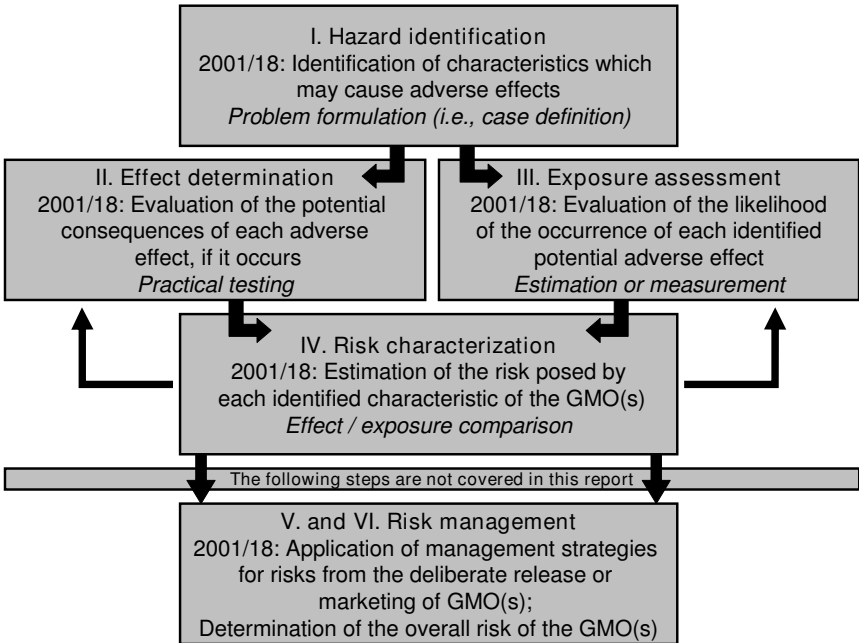 I. Hazard identification
2001/18: Identification of characteristics which
may cause adverse effects
Problem formulation (i.e., case definition)
II. Effect determination
2001/18: Evaluation of the potential
consequences of each adverse
effect, if it occurs
Practical testing
III. Exposure assessment
2001/18: Evaluation of the likelihood
of the occurrence of each identified
potential adverse effect
Estimation or measurement
IV. Risk characterization
2001/18: Estimation of the risk posed by
each identified characteristic of the GMO(s)
Effect / exposure comparison
The following steps are not covered in this report
V. and VI. Risk management
2001/18: Application of management strategies
for risks from the deliberate release or
marketing of GMO(s);
Determination of the overall risk of the GMO(s)